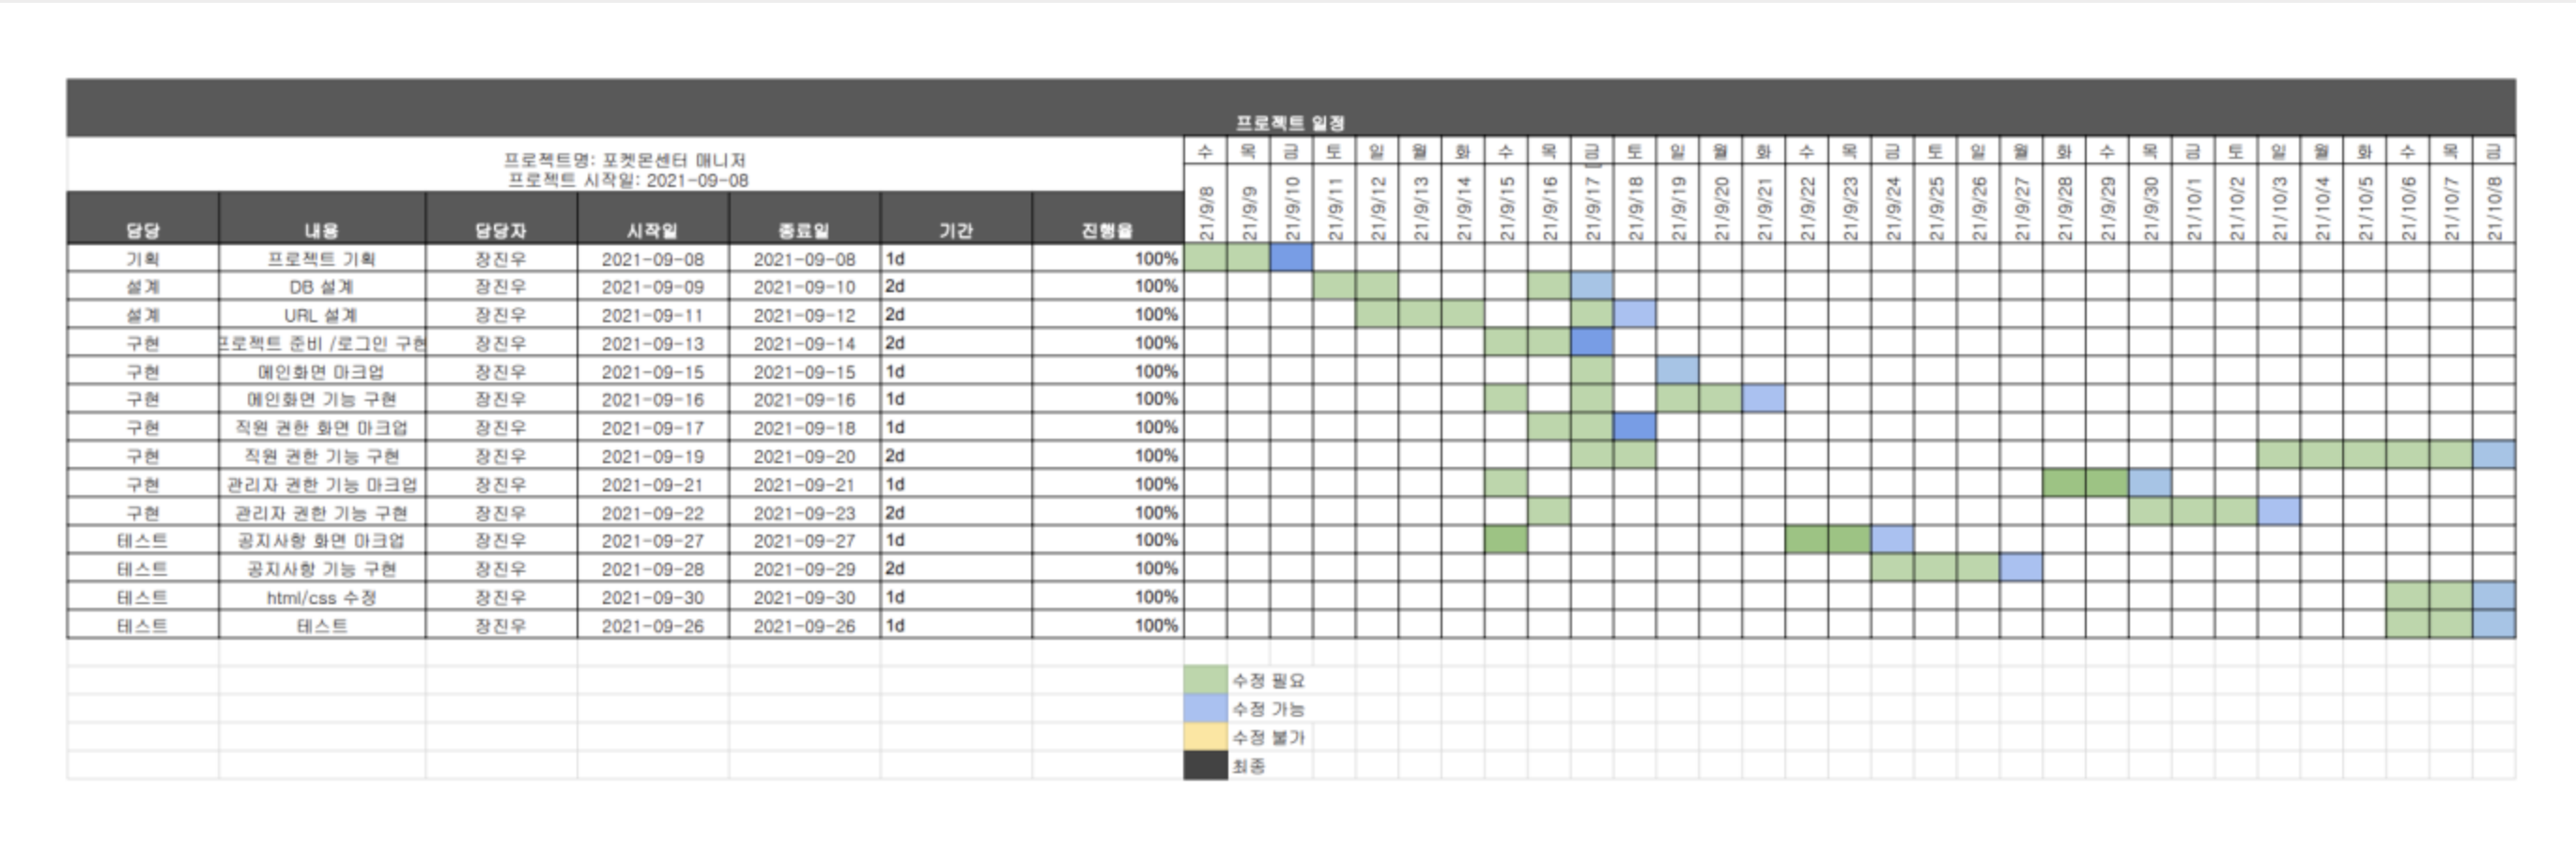 프로젝트 일정
프로젝트명: 포켓몬센터 매니저
프로젝트 시작일: 2021-09-08
수 목 금 토 일 월 화 수 목 금 토 일 월 화 수 목 금 토 일 월 화 수 목 금 토 일 월 화 수 목 금
21/9/8 21/9/9 21/9/10 21/9/11 21/9/12 21/9/13 21/9/14 21/9/15 21/9/16 21/9/17 21/9/18 21/9/19 21/9/20 21/9/21 21/9/22 21/9/23 21/9/24 21/9/25 21/9/26 21/9/27 21/9/28 21/9/29 21/9/30 21/10/1 21/10/2 21/10/3 21/10/4 21/10/5 21/10/6 21/10/7 21/10/8
담당 내용 담당자 시작일 종료일 기간 진행율
기획 프로젝트 기획 장진우 2021-09-08 2021-09-08 1d 100%
설계 DB 설계 장진우 2021-09-09 2021-09-10 2d 100%
설계 URL 설계 장진우 2021-09-11 2021-09-12 2d 100%
구현 프로젝트 준비 /로그인 구현 장진우 2021-09-13 2021-09-14 2d 100%
구현 메인화면 마크업 장진우 2021-09-15 2021-09-15 1d 100%
구현 메인화면 기능 구현 장진우 2021-09-16 2021-09-16 1d 100%
구현 직원 권한 화면 마크업 장진우 2021-09-17 2021-09-18 1d 100%
구현 직원 권한 기능 구현 장진우 2021-09-19 2021-09-20 2d 100%
구현 관리자 권한 기능 마크업 장진우 2021-09-21 2021-09-21 1d 100%
구현 관리자 권한 기능 구현 장진우 2021-09-22 2021-09-23 2d 100%
테스트 공지사항 화면 마크업 장진우 2021-09-27 2021-09-27 1d 100%
테스트 공지사항 기능 구현 장진우 2021-09-28 2021-09-29 2d 100%
테스트 html/css 수정 장진우 2021-09-30 2021-09-30 1d 100%
테스트 테스트 장진우 2021-09-26 2021-09-26 1d 100%
수정 필요
수정 가능
수정 불가
최종